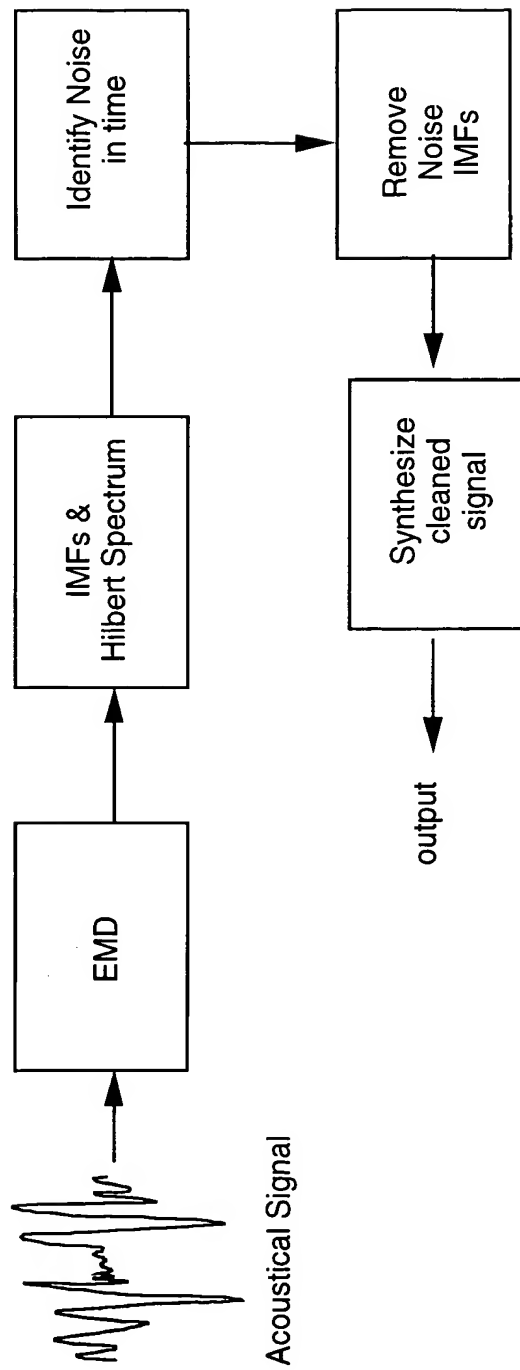 Acoustical Signal
EMD
IMFs &
Hilbert Spectrum
Identify Noise
in time
Remove
Noise
IMFs
Synthesize
cleaned
signal
output